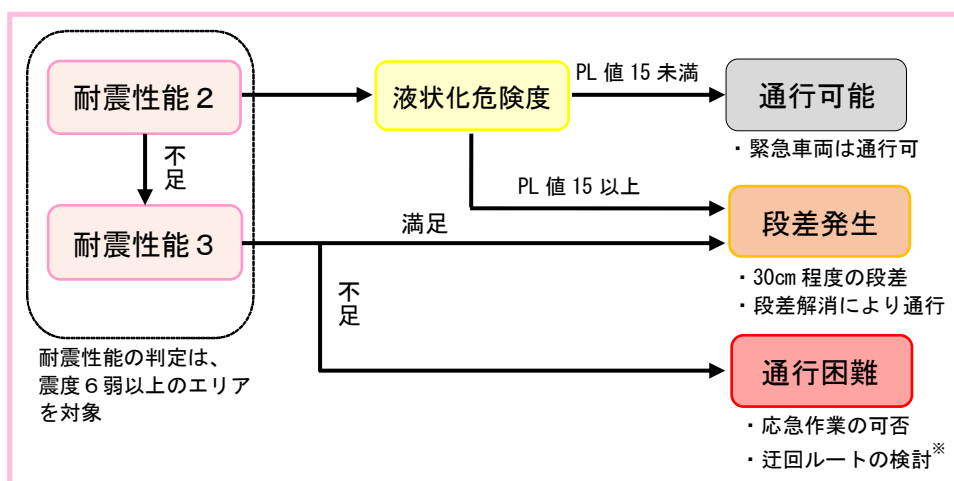 耐震性能２
液状化危険度
PL 値 15 未満
通行可能
・緊急車両は通行可
不足
PL 値 15 以上
耐震性能３
満足
段差発生
・30cm 程度の段差
・段差解消により通行
不足
耐震性能の判定は、
震度６弱以上のエリア
を対象
通行困難
・応急作業の可否
・迂回ルートの検討※